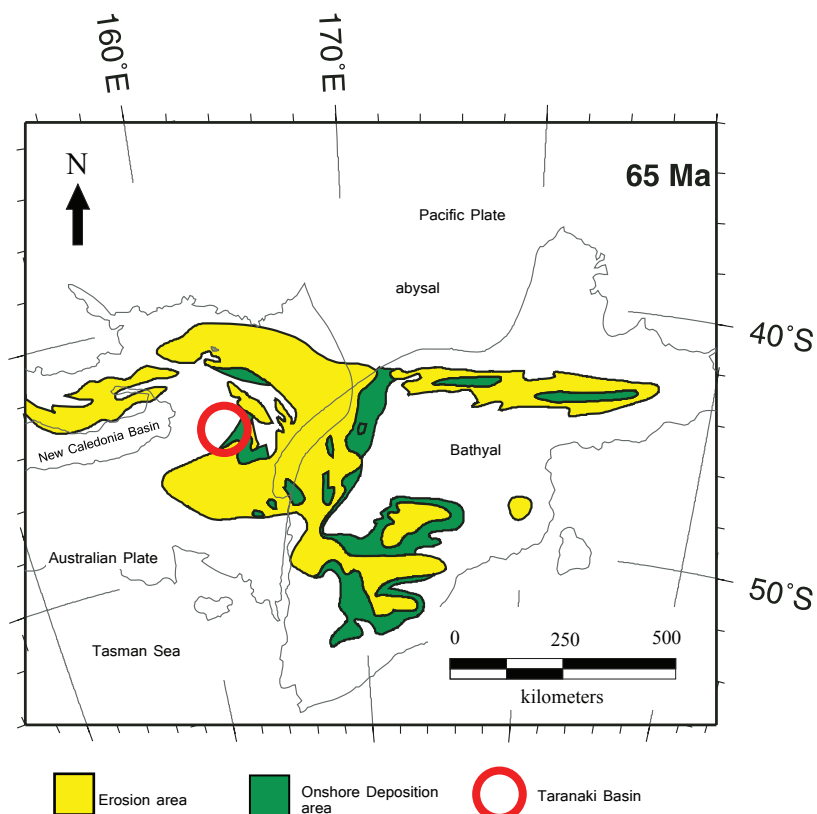 160°E
170°E
N
65 Ma
Pacific Plate
abysal
40°S
New Caledonia Basin
Bathyal
Australian Plate
50°S
Tasman Sea
0 250 500
kilometers
Erosion area
Onshore Deposition
area
Taranaki Basin